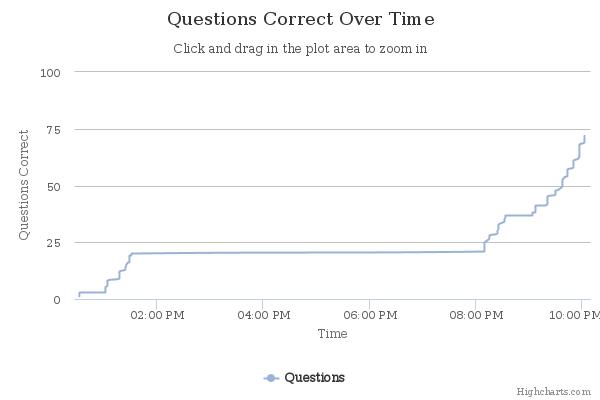 Questions Correct Over Time
Click and drag in the plot area to zoom in
Questions Correct
100
75
50
25
0
02:00 PM 04:00 PM 06:00 PM 08:00 PM 10:00 PM
Time
Questions
Highcharts.com